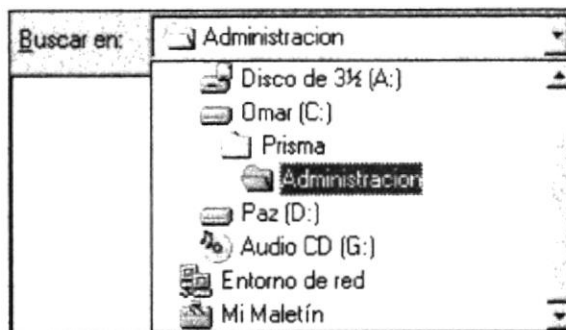 Buscar en: Administracion
Disco de 3½ (A:)
Omar (C:)
Prisma
Administracion
Paz (D:)
Audio CD (G:)
Entorno de red
Mi Maletín